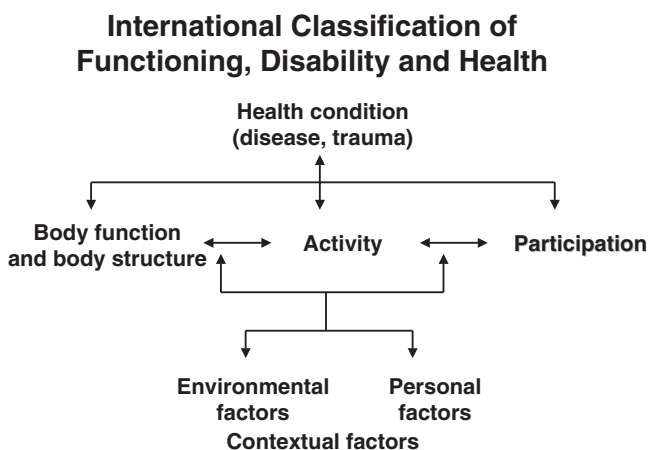 International Classification of
Functioning, Disability and Health
Health condition
(disease, trauma)
Body function
and body structure
Activity
Participation
Environmental
factors
Personal
factors
Contextual factors